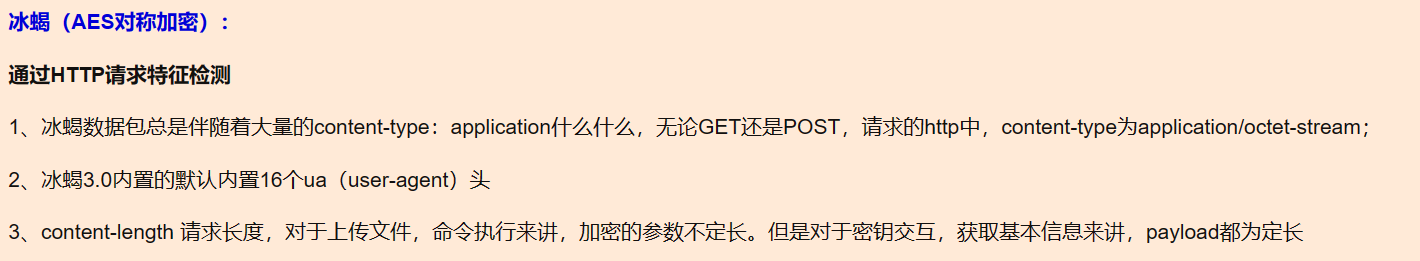 冰蝎（AES对称加密）：
通过HTTP请求特征检测
1、冰蝎数据包总是伴随着大量的content-type：application什么什么，无论GET还是POST，请求的http中，content-type为application/octet-stream；
2、冰蝎3.0内置的默认内置16个ua（user-agent）头
3、content-length 请求长度，对于上传文件，命令执行来讲，加密的参数不定长。但是对于密钥交互，获取基本信息来讲，payload都为定长